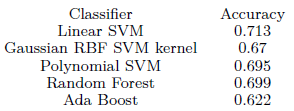 Classifier Accuracy
Linear SVM 0.713
Gaussian RBF SVM kernel 0.67
Polynomial SVM 0.695
Random Forest 0.699
Ada Boost 0.622